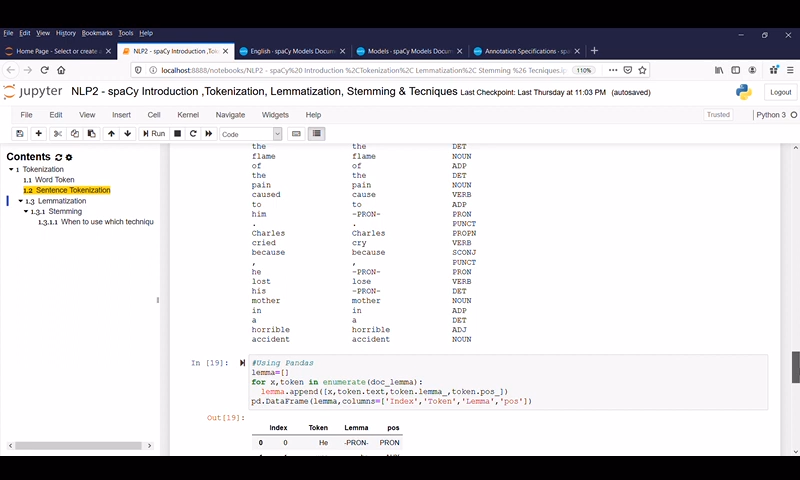 File Edit View History Bookmarks Tools Help
Home Page - Select or create a
NLP2 - spaCy Introduction ,Tok
English · spaCy Models Docum
Models · spaCy Models Docum
Annotation Specifications · spa
localhost:8888/notebooks/NLP2 - spaCy%20 Introduction %2CTokenization%2C Lemmatization%2C Stemming %26 Tecniques.i
110%
jupyter NLP2 - spaCy Introduction ,Tokenization, Lemmatization, Stemming & Tecniques Last Checkpoint: Last Thursday at 11:03 PM (autosaved)
Logout
File Edit View Insert Cell Kernel Navigate Widgets Help
Trusted Python 3
Run Code
Contents
1 Tokenization
1.1 Word Token
1.2 Sentence Tokenization
1.3 Lemmatization
1.3.1 Stemming
1.3.1.1 When to use which techniqu
the the DET
flame flame NOUN
of of ADP
the the DET
pain pain NOUN
caused cause VERB
to to ADP
him -PRON- PRON
. . PUNCT
Charles Charles PROPN
cried cry VERB
because because SCONJ
, , PUNCT
he -PRON- PRON
lost lose VERB
his -PRON- DET
mother mother NOUN
in in ADP
a a DET
horrible horrible ADJ
accident accident NOUN
In [19]:
#Using Pandas
lemma=[]
for x,token in enumerate(doc_lemma):
lemma.append([x,token.text,token.lemma_,token.pos_])
pd.DataFrame(lemma,columns=['Index','Token','Lemma','pos'])
Out[19]:
Index Token Lemma pos
0 0 He -PRON- PRON